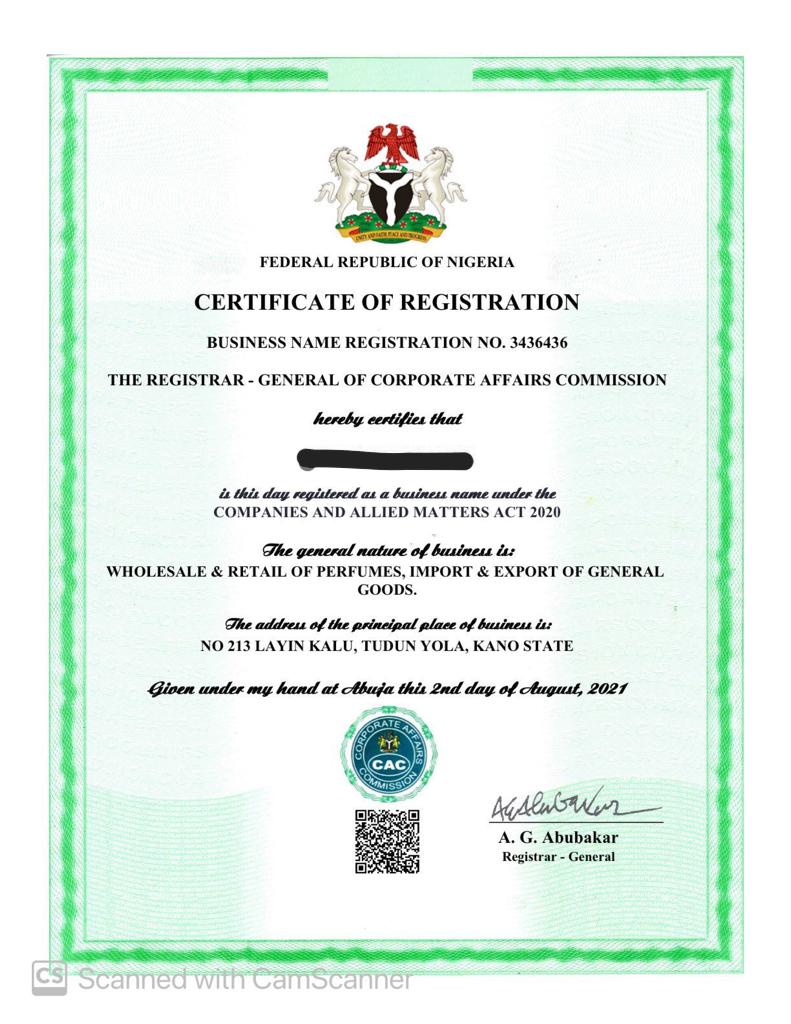 UNITY AND FAITH, PEACE AND PROGRESS
FEDERAL REPUBLIC OF NIGERIA
CERTIFICATE OF REGISTRATION
BUSINESS NAME REGISTRATION NO. 3436436
THE REGISTRAR - GENERAL OF CORPORATE AFFAIRS COMMISSION
hereby certifies that
is this day registered as a business name under the
COMPANIES AND ALLIED MATTERS ACT 2020
The general nature of business is:
WHOLESALE & RETAIL OF PERFUMES, IMPORT & EXPORT OF GENERAL
GOODS.
The address of the principal place of business is:
NO 213 LAYIN KALU, TUDUN YOLA, KANO STATE
Given under my hand at Abuja this 2nd day of August, 2021
CORPORATE AFFAIRS
CAC
COMMISSION
AGAbubakar
A. G. Abubakar
Registrar - General
CS Scanned with CamScanner